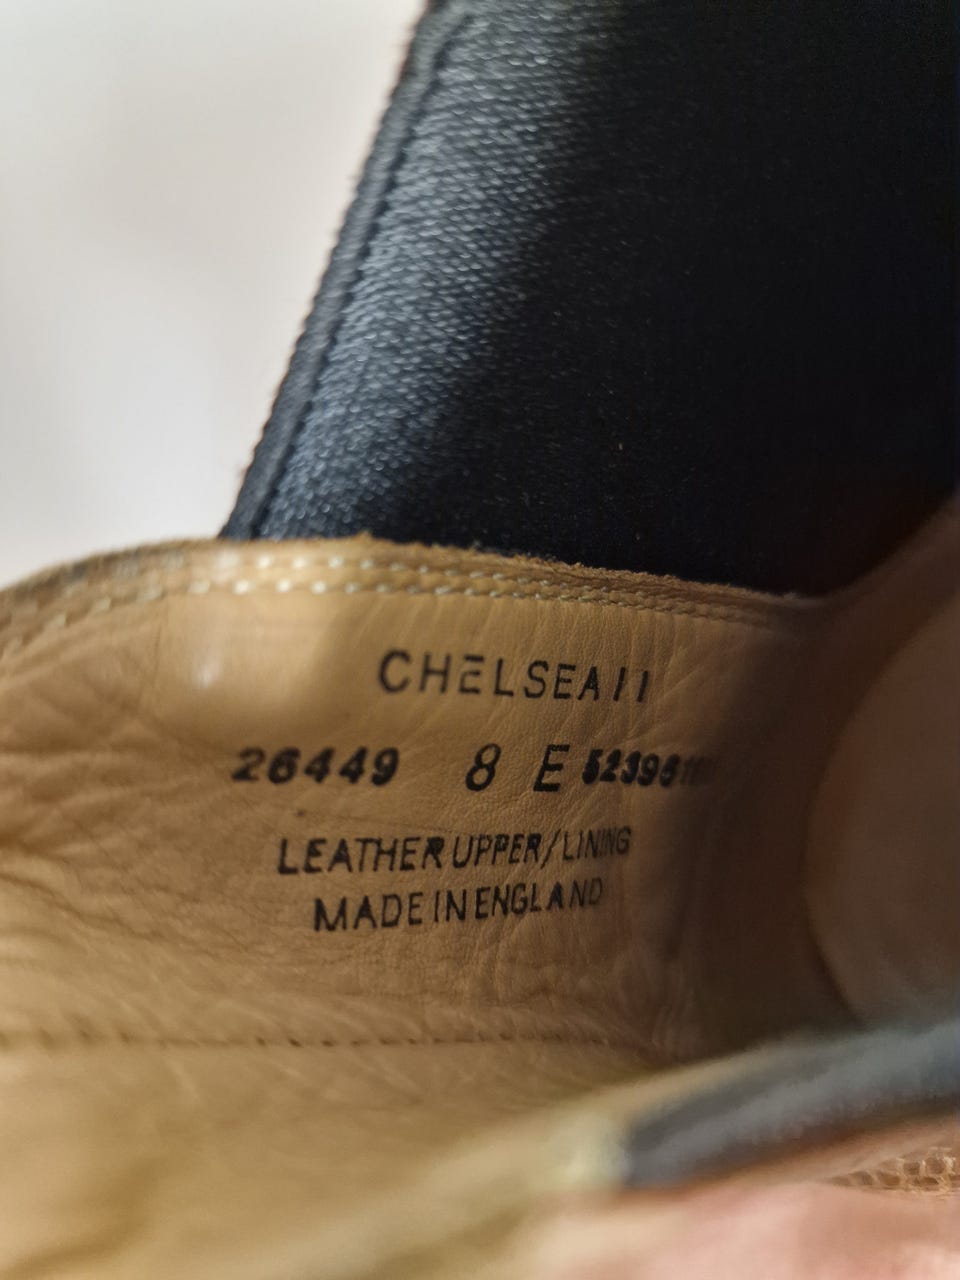 CHELSEA II
26449 8 E
LEATHER UPPER/LINING
MADE IN ENGLAND